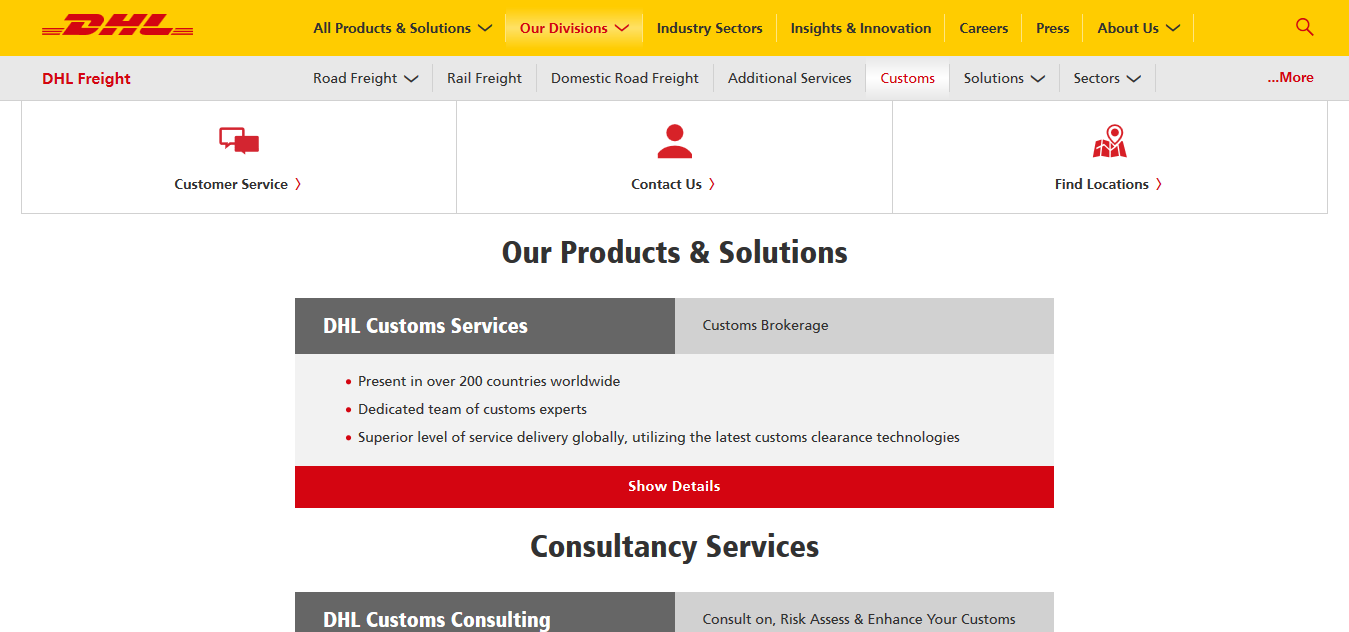 DHL
All Products & Solutions
Our Divisions
Industry Sectors
Insights & Innovation
Careers
Press
About Us
DHL Freight
Road Freight
Rail Freight
Domestic Road Freight
Additional Services
Customs
Solutions
Sectors
...More
Customer Service
Contact Us
Find Locations
Our Products & Solutions
DHL Customs Services
Customs Brokerage
Present in over 200 countries worldwide
Dedicated team of customs experts
Superior level of service delivery globally, utilizing the latest customs clearance technologies
Show Details
Consultancy Services
DHL Customs Consulting
Consult on, Risk Assess & Enhance Your Customs